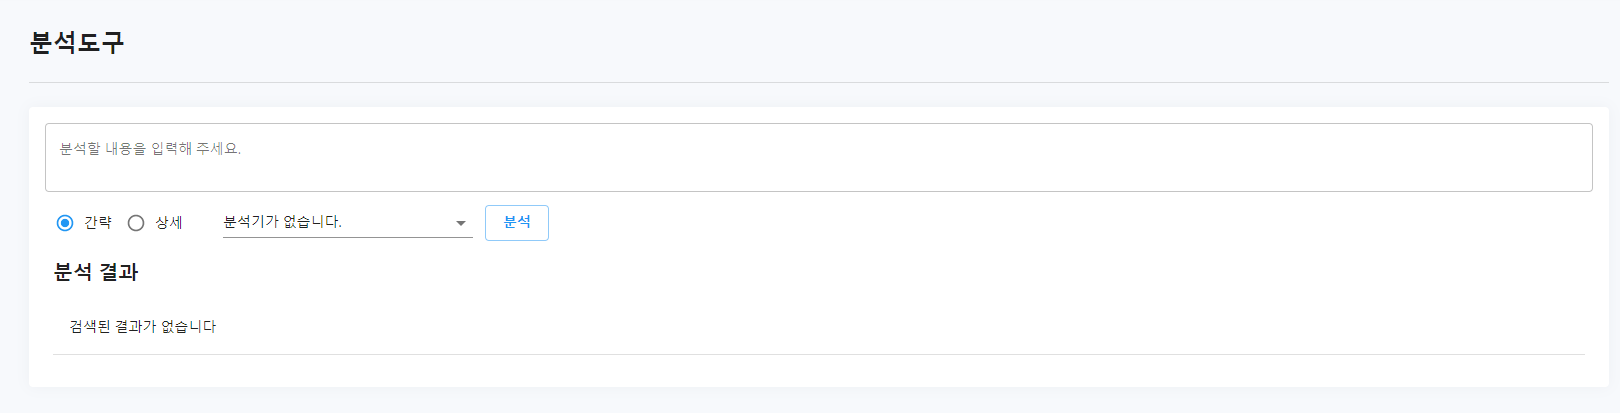 분석도구
분석할 내용을 입력해 주세요.
간략 상세 분석기가 없습니다. 분석
분석 결과
검색된 결과가 없습니다